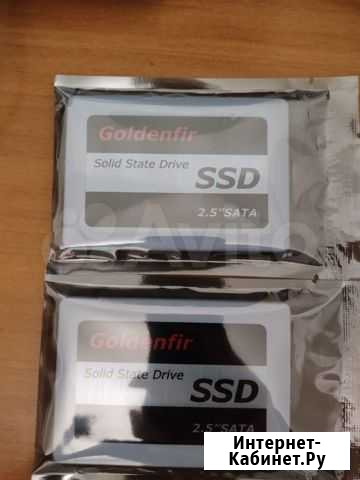 Goldenfir
Solid State Drive
SSD
2.5"SATA
Avito
Goldenfir
Solid State Drive
SSD
2.5"SATA
Интернет-
Кабинет.Ру